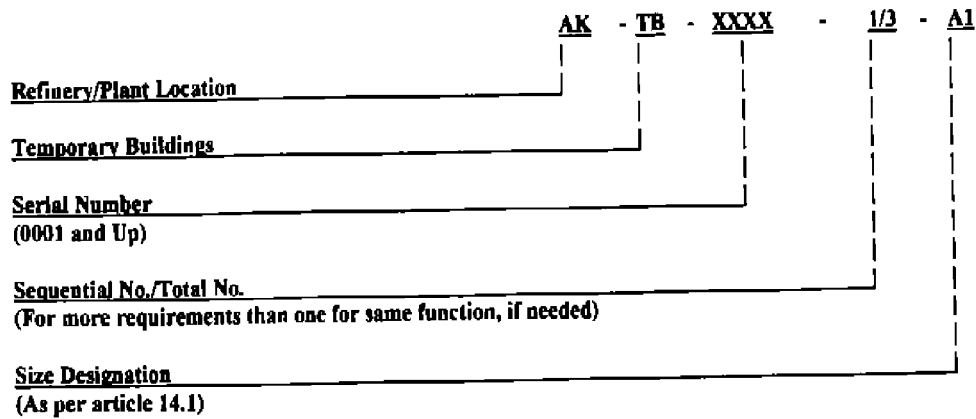 AK - TB - XXXX - 1/3 - A1
Refinery/Plant Location
Temporary Buildings
Serial Number
(0001 and Up)
Sequential No./Total No.
(For more requirements than one for same function, if needed)
Size Designation
(As per article 14.1)